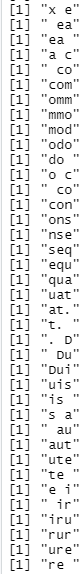 [1] "x e"
[1] " ea"
[1] "ea "
[1] "a c"
[1] " co"
[1] "com"
[1] "omm"
[1] "mmo"
[1] "mod"
[1] "odo"
[1] "do "
[1] "o c"
[1] " co"
[1] "con"
[1] "ons"
[1] "nse"
[1] "seq"
[1] "equ"
[1] "qua"
[1] "uat"
[1] "at."
[1] "t. "
[1] ". D"
[1] " Du"
[1] "Dui"
[1] "uis"
[1] "is "
[1] "s a"
[1] " au"
[1] "aut"
[1] "ute"
[1] "te "
[1] "e i"
[1] " ir"
[1] "iru"
[1] "rur"
[1] "ure"
[1] "re "